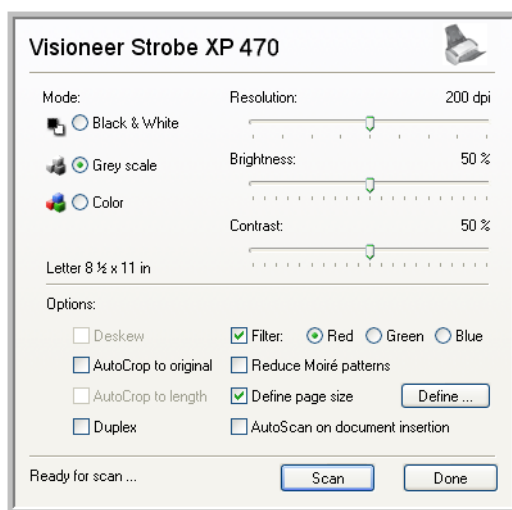 Visioneer Strobe XP 470
Mode:
Black & White
Grey scale
Color
Letter 8 ½ x 11 in
Resolution: 200 dpi
Brightness: 50 %
Contrast: 50 %
Options:
Deskew
AutoCrop to original
AutoCrop to length
Duplex
Filter: Red Green Blue
Reduce Moiré patterns
Define page size Define ...
AutoScan on document insertion
Ready for scan ... Scan Done